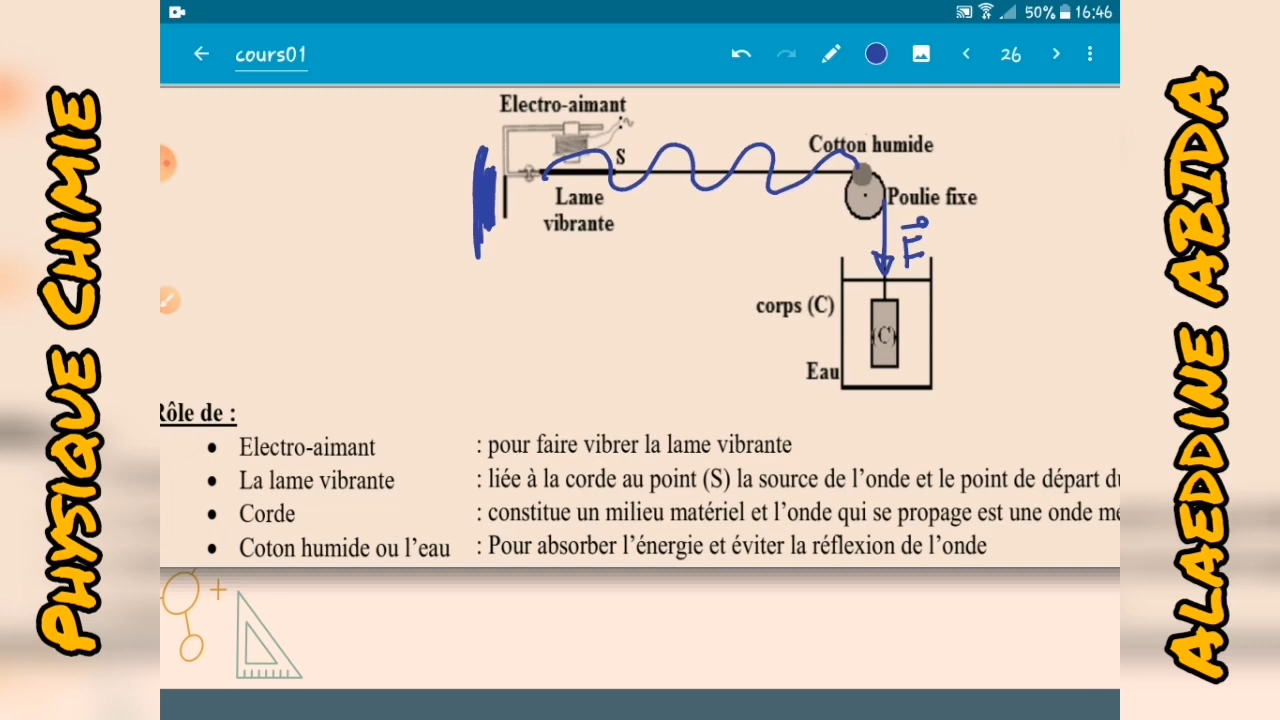 PHYSIQUE CHIMIE
50% 16:46
cours01
26
Electro-aimant
S
Cotton humide
Lame
vibrante
Poulie fixe
F
corps (C)
(C)
Eau
Rôle de :
• Electro-aimant : pour faire vibrer la lame vibrante
• La lame vibrante : liée à la corde au point (S) la source de l’onde et le point de départ du
• Corde : constitue un milieu matériel et l’onde qui se propage est une onde mé
• Coton humide ou l’eau : Pour absorber l’énergie et éviter la réflexion de l’onde
ALAEDDINE ABIDA